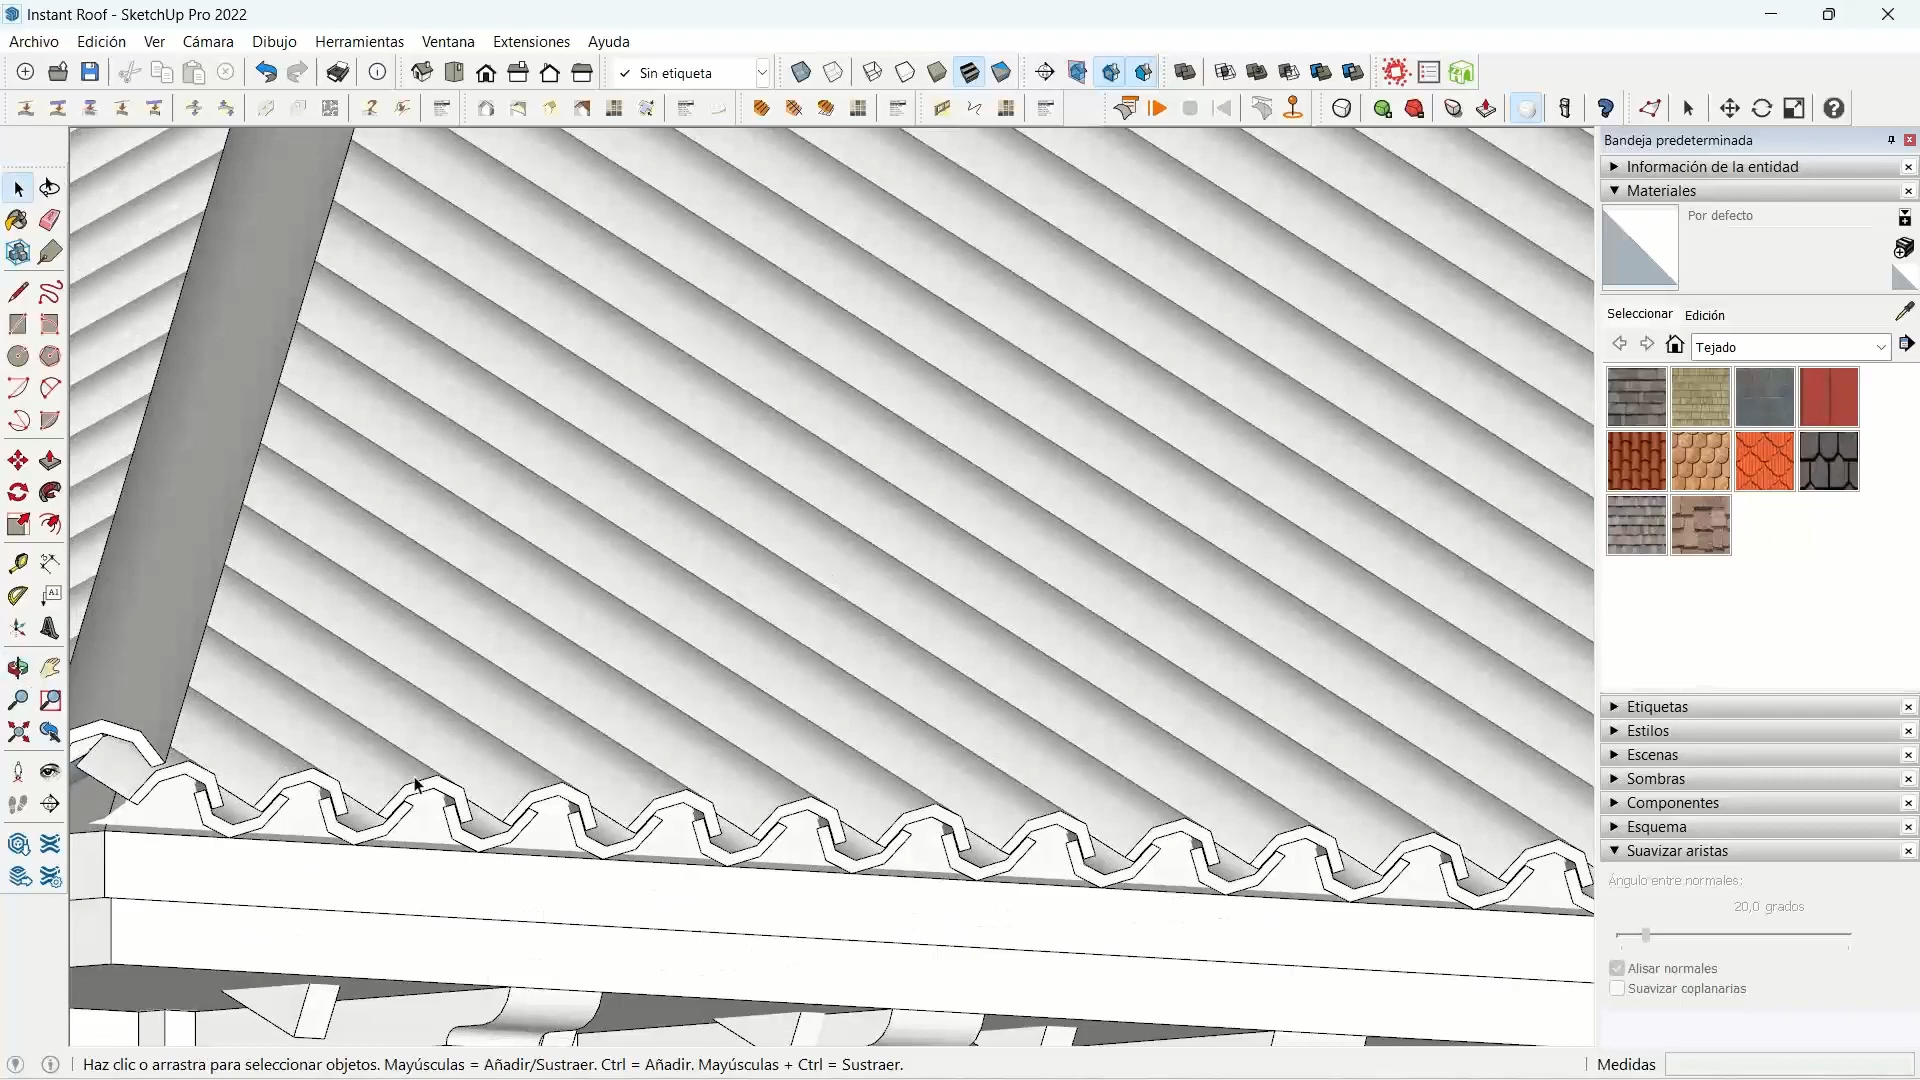 Instant Roof - SketchUp Pro 2022
Archivo Edición Ver Cámara Dibujo Herramientas Ventana Extensiones Ayuda
✓ Sin etiqueta
Bandeja predeterminada
Información de la entidad
Materiales
Por defecto
Seleccionar Edición
Tejado
Etiquetas
Estilos
Escenas
Sombras
Componentes
Esquema
Suavizar aristas
Ángulo entre normales:
20,0 grados
Alisar normales
Suavizar coplanarias
Haz clic o arrastra para seleccionar objetos. Mayúsculas = Añadir/Sustraer. Ctrl = Añadir. Mayúsculas + Ctrl = Sustraer.
Medidas